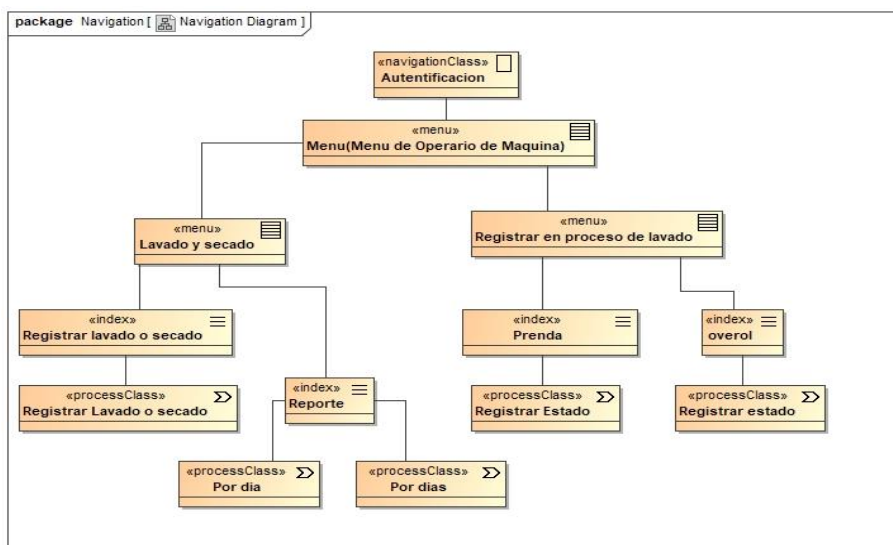 package Navigation [ Navigation Diagram ]
«navigationClass»
Autentificacion
«menu»
Menu(Menu de Operario de Maquina)
«menu»
Lavado y secado
«menu»
Registrar en proceso de lavado
«index»
Registrar lavado o secado
«index»
Prenda
«index»
overol
«processClass»
Registrar Lavado o secado
«index»
Reporte
«processClass»
Registrar Estado
«processClass»
Registrar estado
«processClass»
Por dia
«processClass»
Por dias